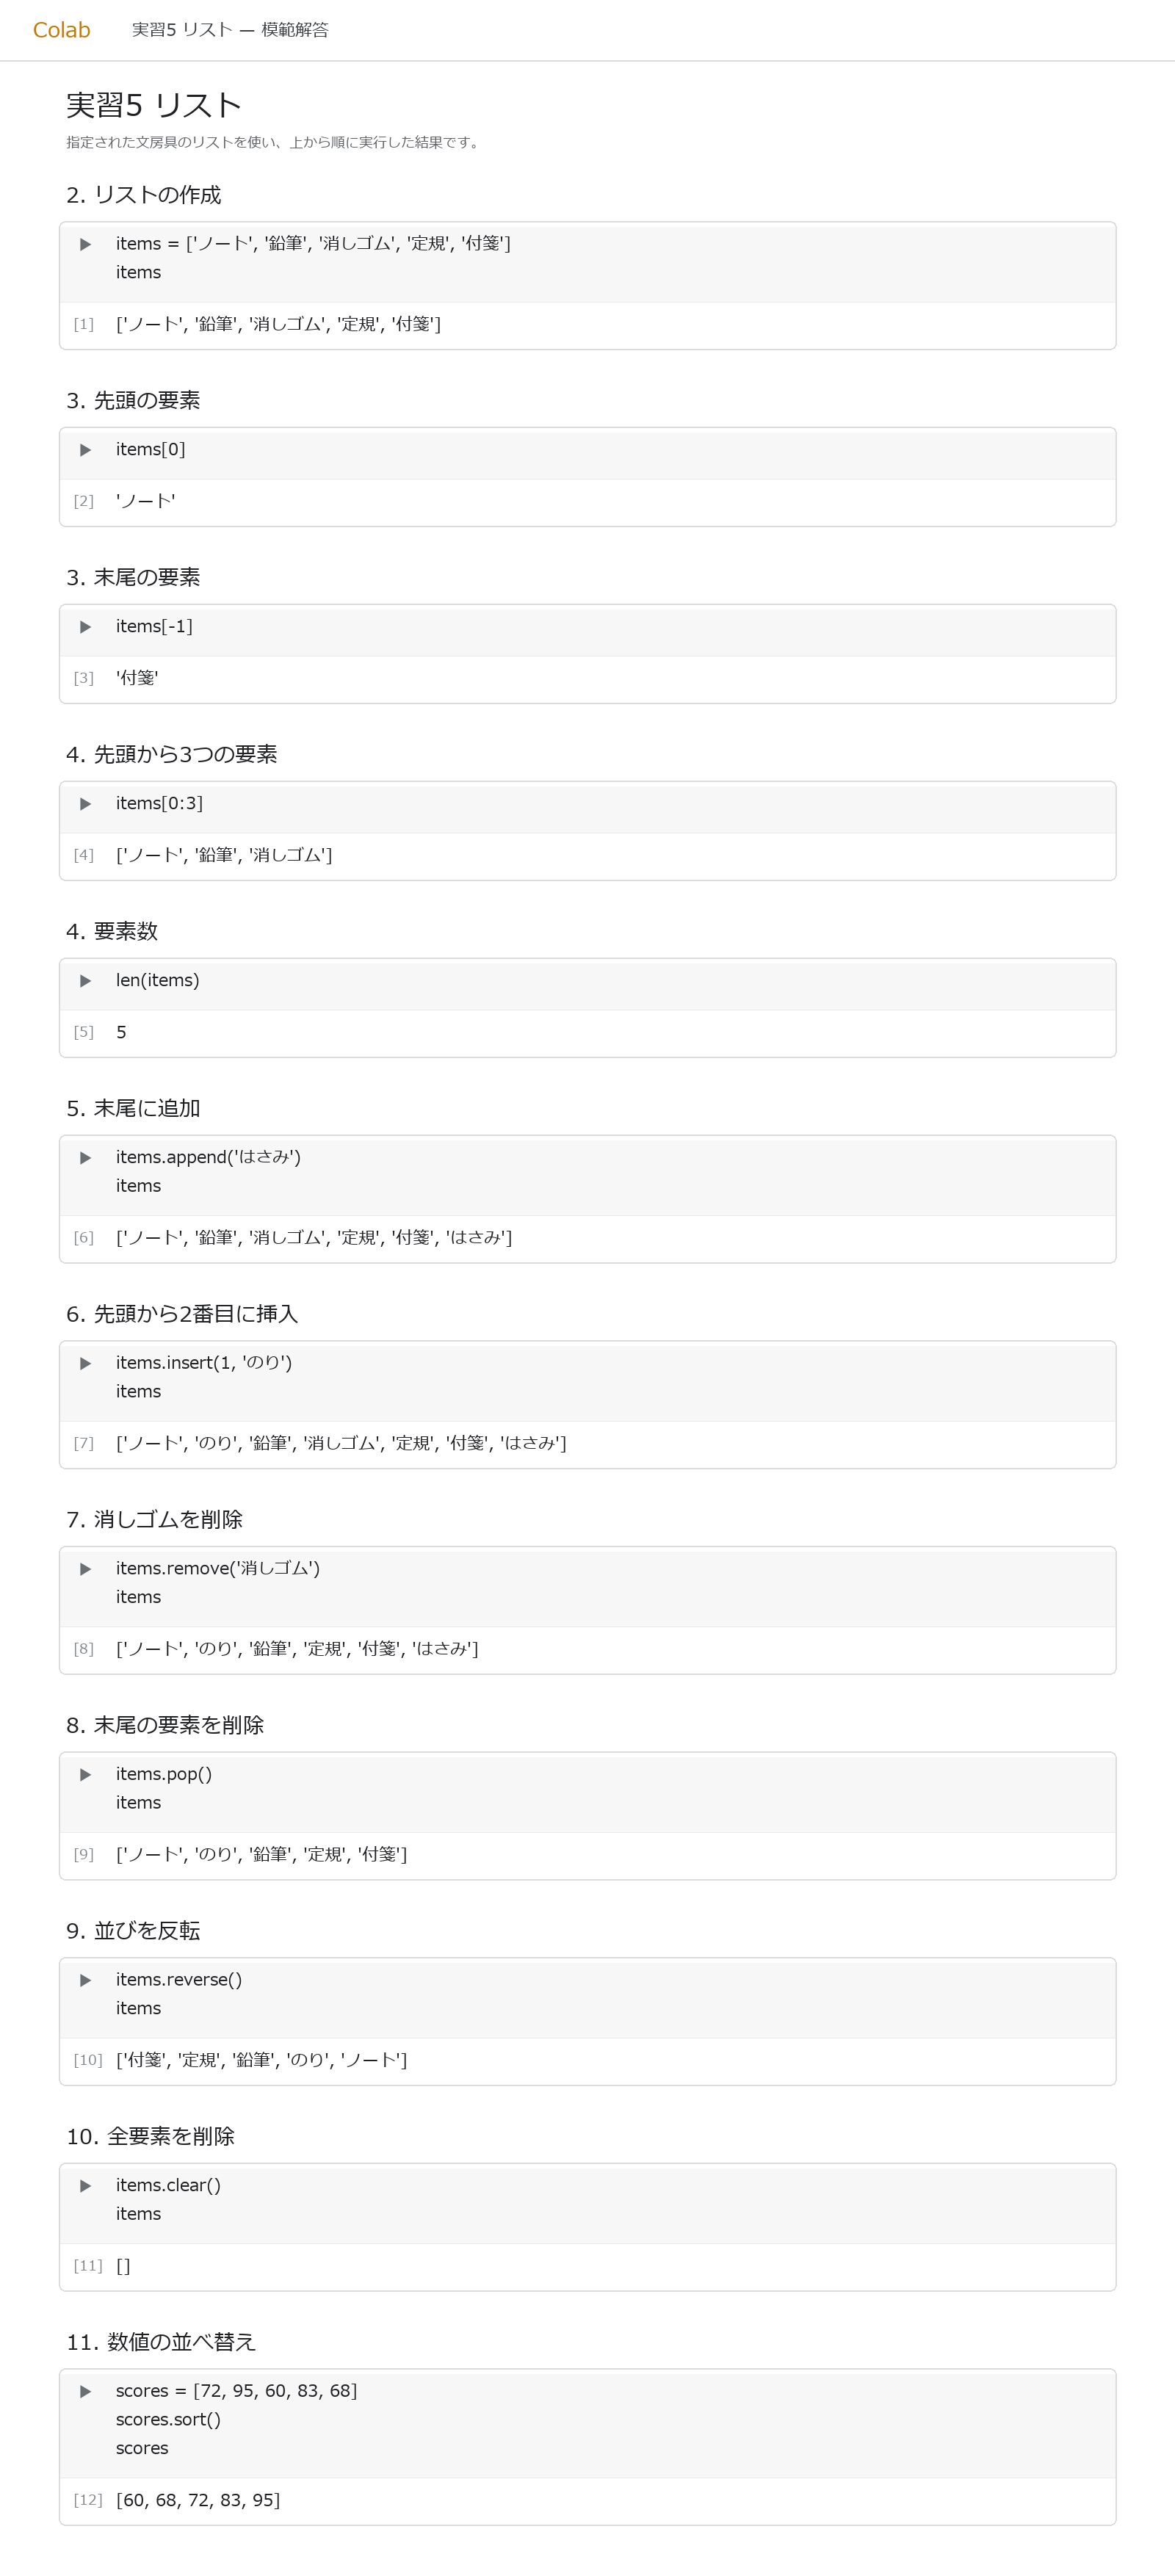 Colab 実習5 リスト — 模範解答
実習5 リスト
指定された文房具のリストを使い、上から順に実行した結果です。
2. リストの作成
▶ items = ['ノート', '鉛筆', '消しゴム', '定規', '付箋']
items
[1] ['ノート', '鉛筆', '消しゴム', '定規', '付箋']
3. 先頭の要素
▶ items[0]
[2] 'ノート'
3. 末尾の要素
▶ items[-1]
[3] '付箋'
4. 先頭から3つの要素
▶ items[0:3]
[4] ['ノート', '鉛筆', '消しゴム']
4. 要素数
▶ len(items)
[5] 5
5. 末尾に追加
▶ items.append('はさみ')
items
[6] ['ノート', '鉛筆', '消しゴム', '定規', '付箋', 'はさみ']
6. 先頭から2番目に挿入
▶ items.insert(1, 'のり')
items
[7] ['ノート', 'のり', '鉛筆', '消しゴム', '定規', '付箋', 'はさみ']
7. 消しゴムを削除
▶ items.remove('消しゴム')
items
[8] ['ノート', 'のり', '鉛筆', '定規', '付箋', 'はさみ']
8. 末尾の要素を削除
▶ items.pop()
items
[9] ['ノート', 'のり', '鉛筆', '定規', '付箋']
9. 並びを反転
▶ items.reverse()
items
[10] ['付箋', '定規', '鉛筆', 'のり', 'ノート']
10. 全要素を削除
▶ items.clear()
items
[11] []
11. 数値の並べ替え
▶ scores = [72, 95, 60, 83, 68]
scores.sort()
scores
[12] [60, 68, 72, 83, 95]